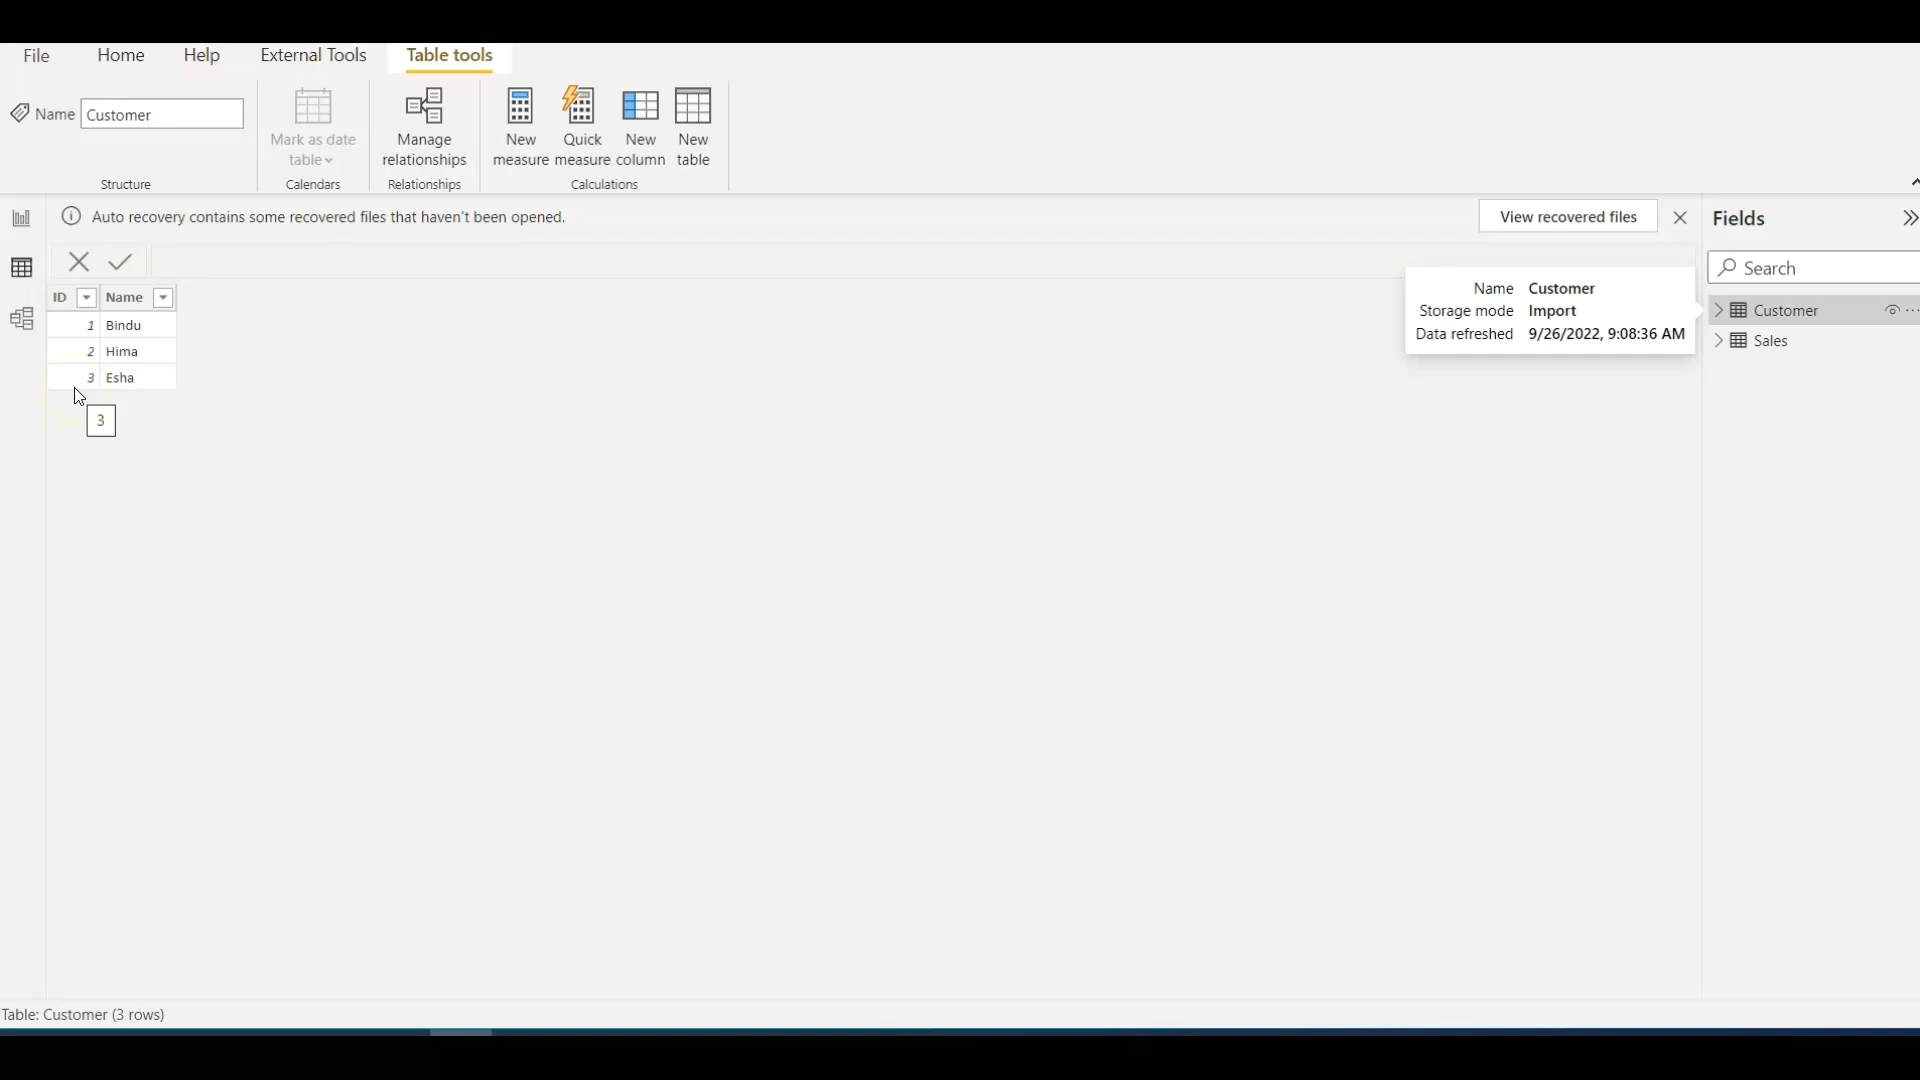 File Home Help External Tools Table tools
Name Customer
Mark as date table
Manage relationships
New measure
Quick measure
New column
New table
Structure Calendars Relationships Calculations
Auto recovery contains some recovered files that haven't been opened.
View recovered files
Fields
Search
ID Name
1 Bindu
2 Hima
3 Esha
3
Name Customer
Storage mode Import
Data refreshed 9/26/2022, 9:08:36 AM
Customer
Sales
Table: Customer (3 rows)